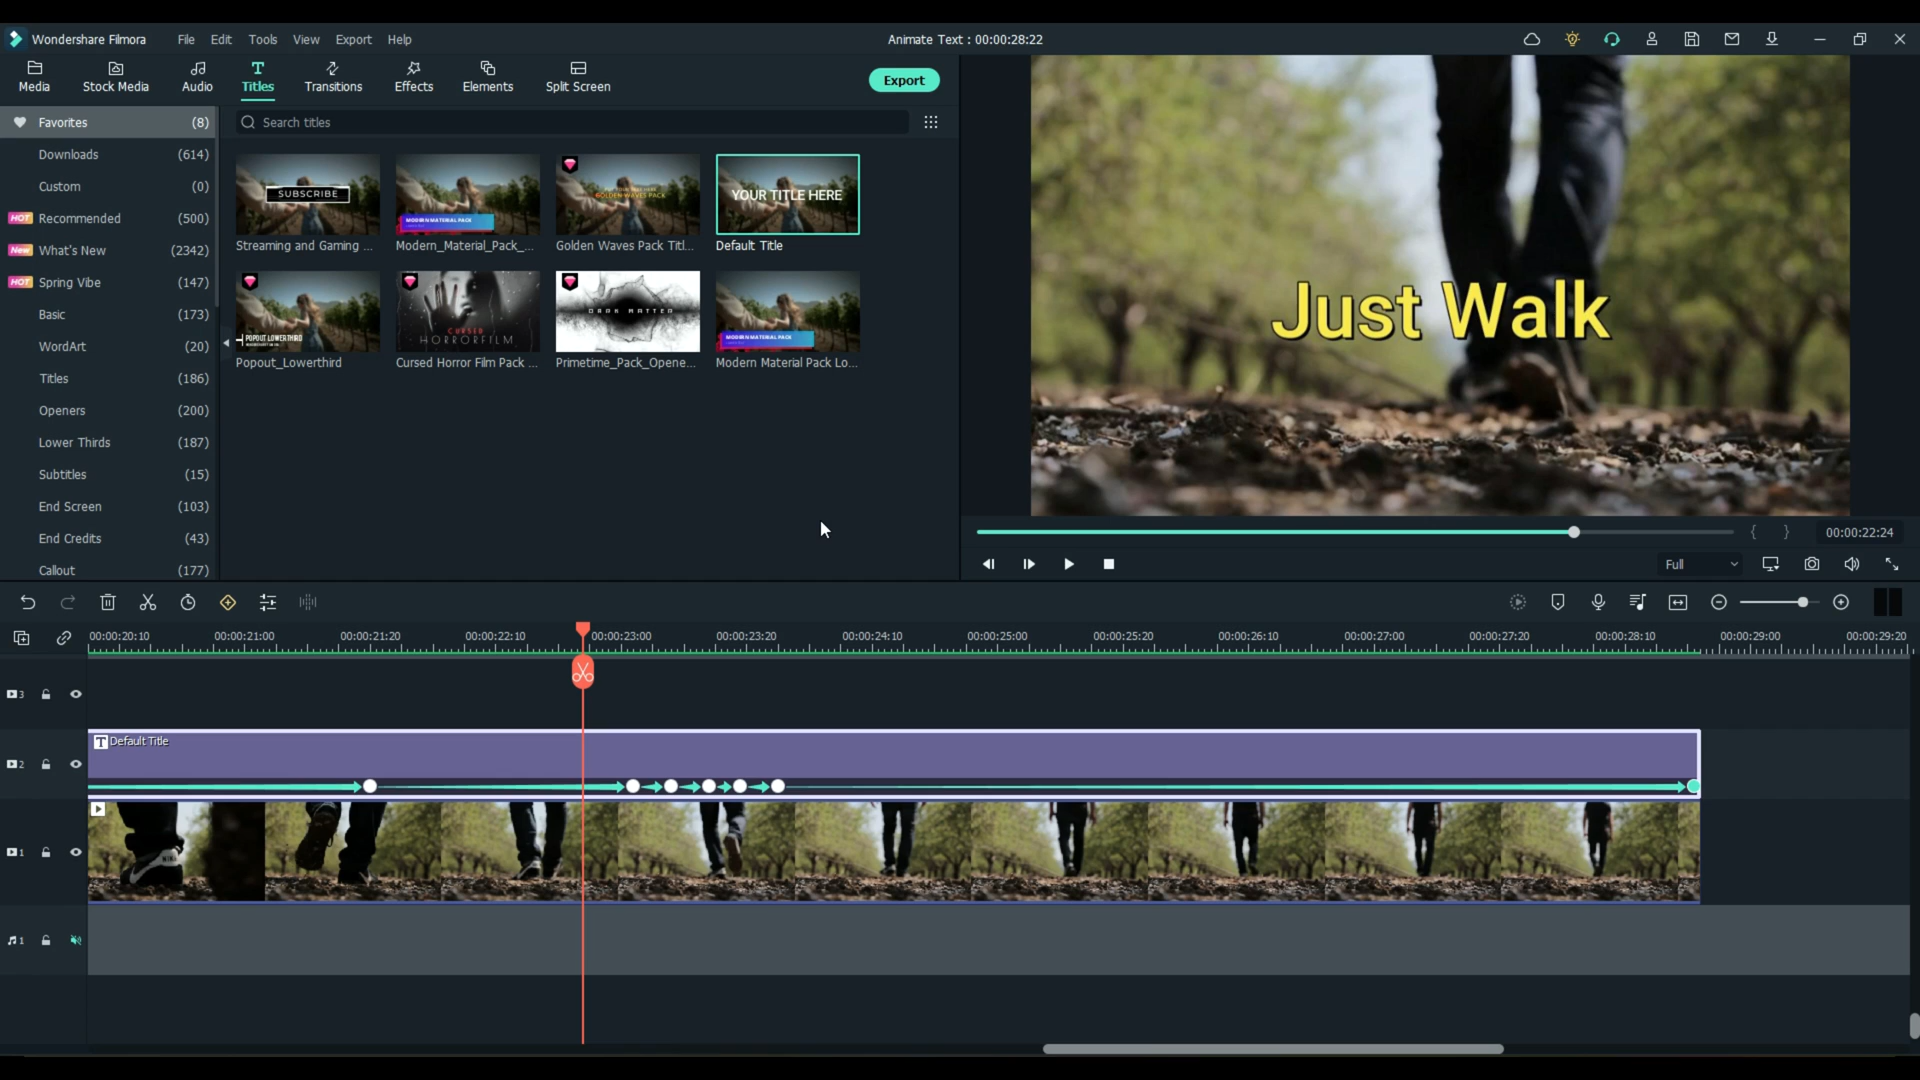 Wondershare Filmora File Edit Tools View Export Help
Animate Text : 00:00:28:22
Media Stock Media Audio Titles Transitions Effects Elements Split Screen
Export
Favorites (8)
Downloads (614)
Custom (0)
HOT Recommended (500)
New What's New (2342)
HOT Spring Vibe (147)
Basic (173)
WordArt (20)
Titles (186)
Openers (200)
Lower Thirds (187)
Subtitles (15)
End Screen (103)
End Credits (43)
Callout (177)
Search titles
SUBSCRIBE
MODERN MATERIAL PACK
GOLDEN WAVES PACK
YOUR TITLE HERE
Streaming and Gaming ...
Modern_Material_Pack_...
Golden Waves Pack Titl...
Default Title
POPOUT LOWERTHIRD
CURSED
HORRORFILM
DARK MATTER
MODERN MATERIAL PACK
Popout_Lowerthird
Cursed Horror Film Pack ...
Primetime_Pack_Opene...
Modern Material Pack Lo...
Just Walk
{ } 00:00:22:24
Full
00:00:20:10 00:00:21:00 00:00:21:20 00:00:22:10 00:00:23:00 00:00:23:20 00:00:24:10 00:00:25:00 00:00:25:20 00:00:26:10 00:00:27:00 00:00:27:20 00:00:28:10 00:00:29:00 00:00:29:20
3
T Default Title
2
1
1